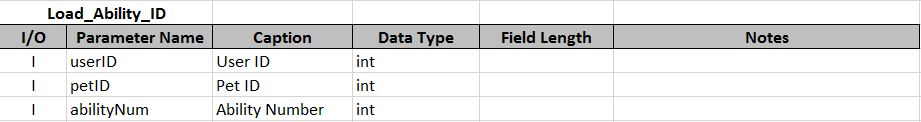 Load_Ability_ID
I/O Parameter Name Caption Data Type Field Length Notes
I userID User ID int
I petID Pet ID int
I abilityNum Ability Number int